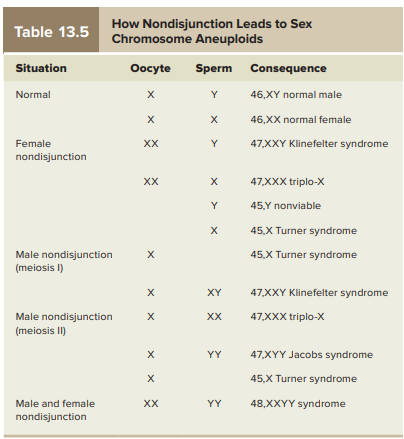 Table 13.5 How Nondisjunction Leads to Sex
Chromosome Aneuploids
Situation Oocyte Sperm Consequence
Normal X Y 46,XY normal male
X X 46,XX normal female
Female XX Y 47,XXY Klinefelter syndrome
nondisjunction
XX X 47,XXX triplo-X
Y 45,Y nonviable
X 45,X Turner syndrome
Male nondisjunction X 45,X Turner syndrome
(meiosis I)
X XY 47,XXY Klinefelter syndrome
Male nondisjunction X XX 47,XXX triplo-X
(meiosis II)
X YY 47,XYY Jacobs syndrome
X 45,X Turner syndrome
Male and female XX YY 48,XXYY syndrome
nondisjunction